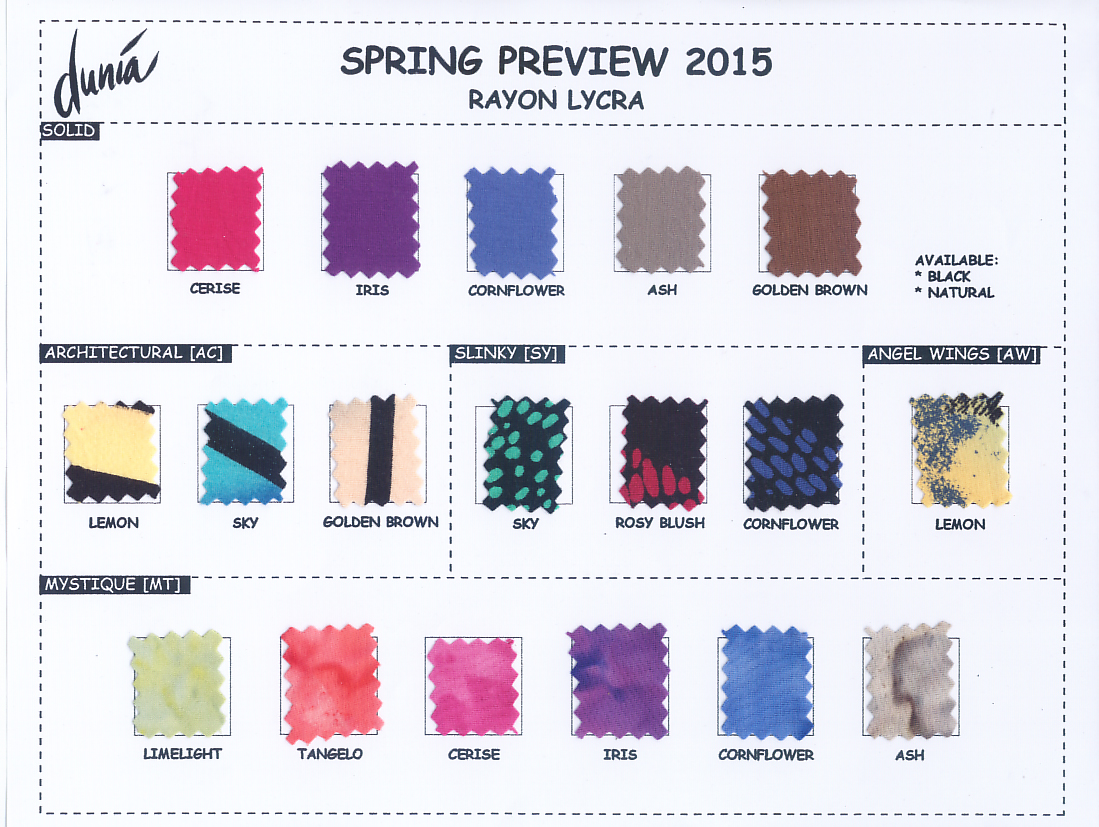 dunia
SPRING PREVIEW 2015
RAYON LYCRA
SOLID
CERISE
IRIS
CORNFLOWER
ASH
GOLDEN BROWN
AVAILABLE:
* BLACK
* NATURAL
ARCHITECTURAL [AC]
LEMON
SKY
GOLDEN BROWN
SLINKY [SY]
SKY
ROSY BLUSH
CORNFLOWER
ANGEL WINGS [AW]
LEMON
MYSTIQUE [MT]
LIMELIGHT
TANGELO
CERISE
IRIS
CORNFLOWER
ASH